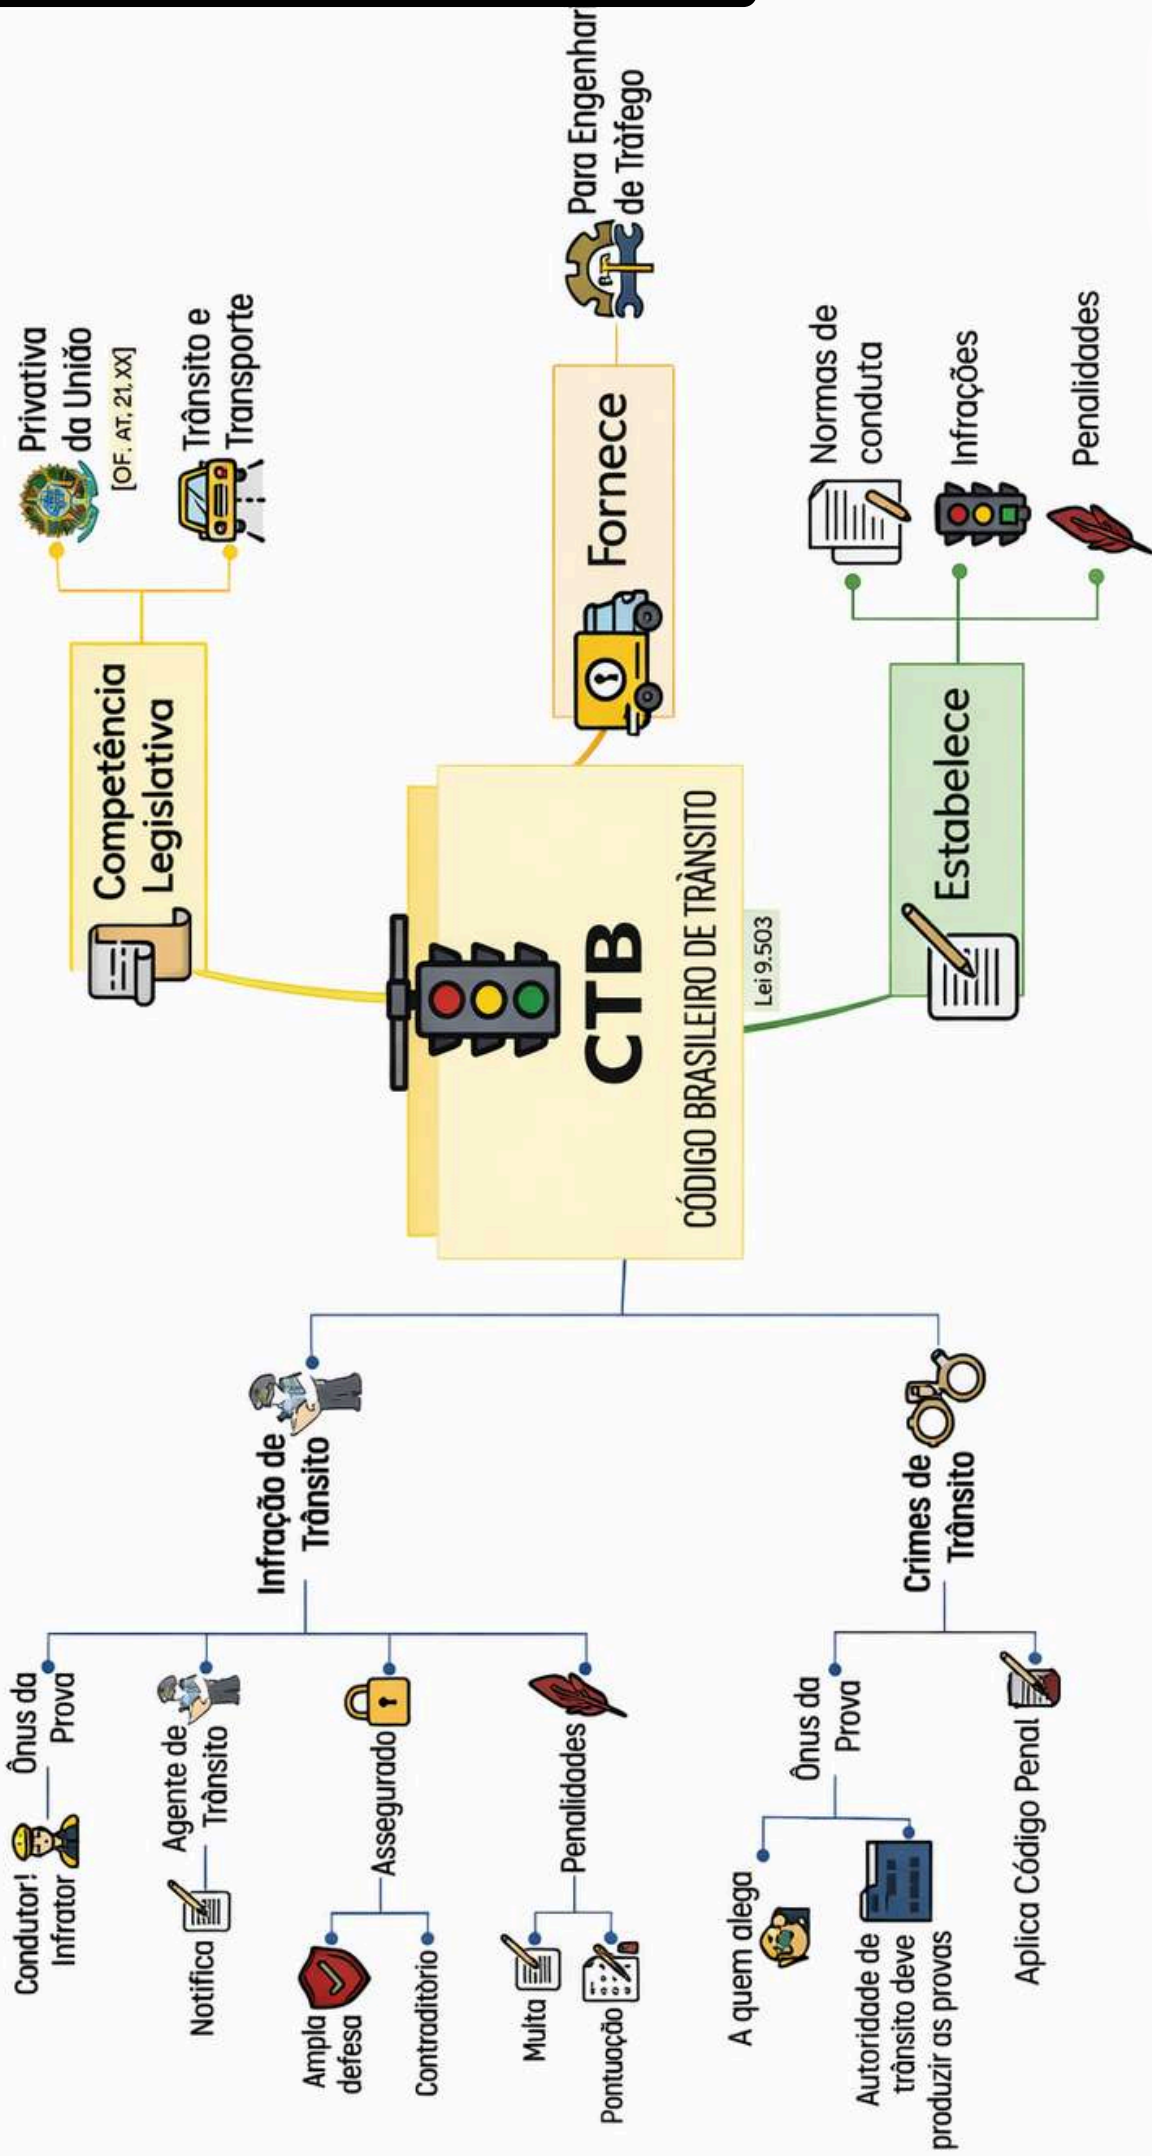 CTB
CÓDIGO BRASILEIRO DE TRÀNSITO
Lei 9.503
Competência
Legislativa
Privativa
da União
[OF. AT. 21, XX]
Trânsito e
Transporte
Fornece
Para Engenhar
de Tràfego
Estabelece
Normas de
conduta
Infrações
Penalidades
Infração de
Trânsito
Ônus da
Prova
Condutor!
Infrator
Agente de
Trânsito
Notifica
Assegurado
Ampla
defesa
Contraditòrio
Penalidades
Multa
Pontuação
Crimes de
Trânsito
Ônus da
Prova
A quem alega
Autoridade de
trânsito deve
produzir as provas
Aplica Código Penal